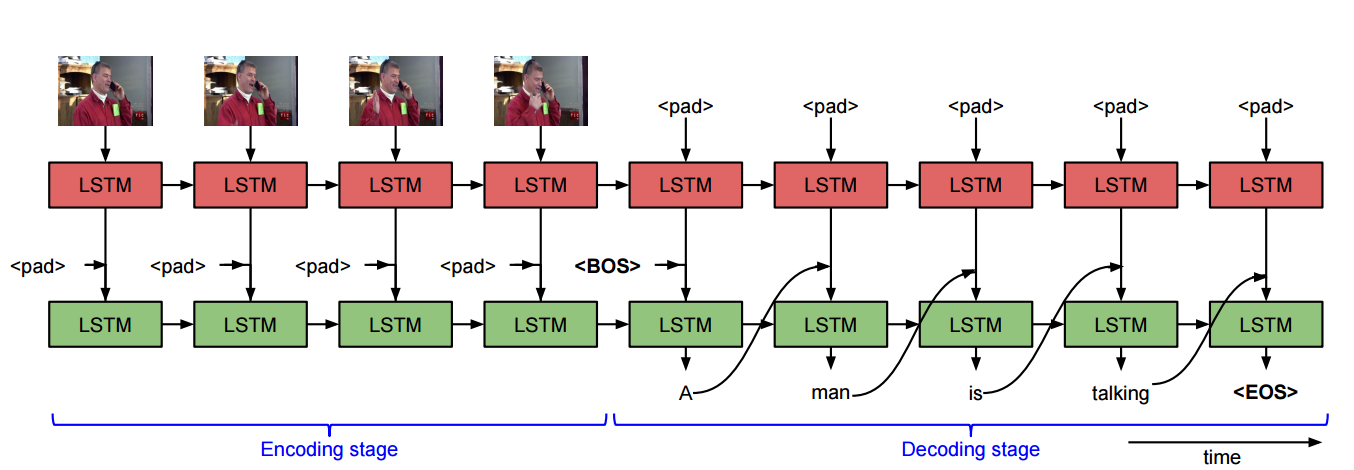 <pad> <pad> <pad> <pad> <pad>
LSTM LSTM LSTM LSTM LSTM LSTM LSTM LSTM LSTM
<pad> <pad> <pad> <pad> <BOS>
LSTM LSTM LSTM LSTM LSTM LSTM LSTM LSTM LSTM
A man is talking <EOS>
Encoding stage Decoding stage
time